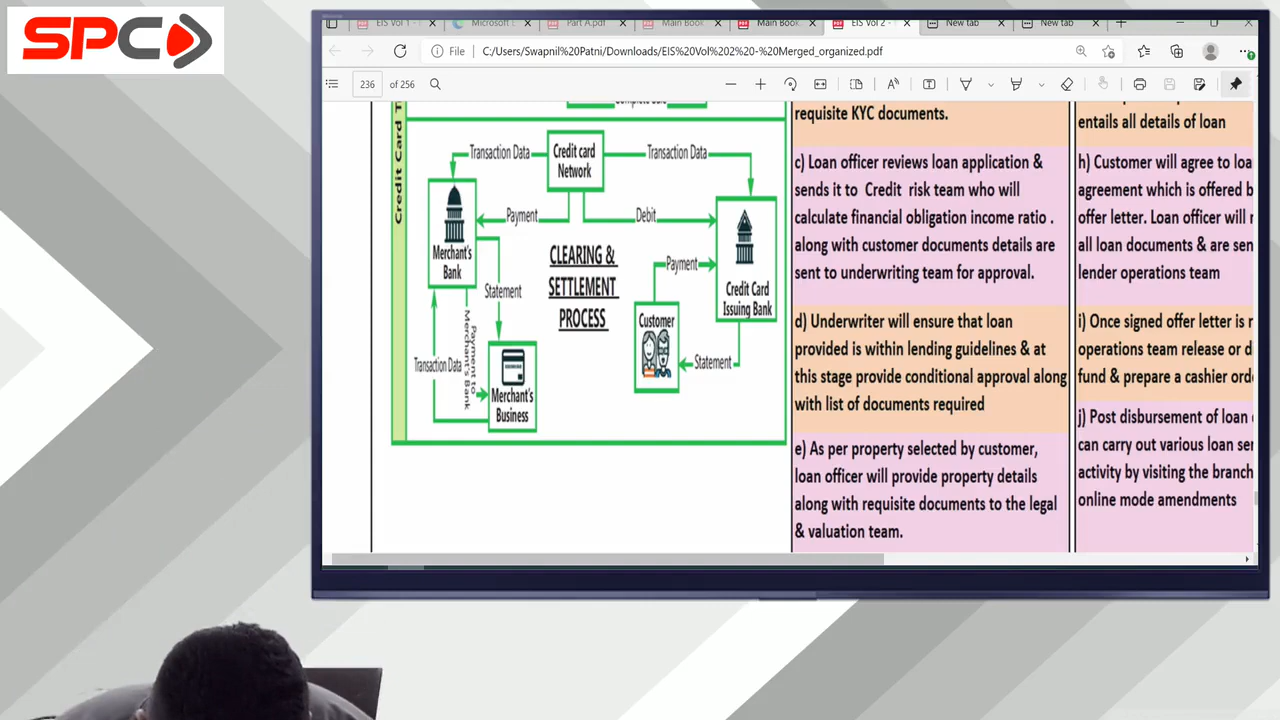 SPC
EIS Vol 1 -
Microsoft
Part A.pdf
Main Book
Main Book
EIS Vol 2 -
New tab
New tab
File
C:/Users/Swapnil%20Patni/Downloads/EIS%20Vol%202%20-%20Merged_organized.pdf
236 of 256
Credit Card T
Credit card
Network
Transaction Data
Transaction Data
Payment
Debit
Merchant's
Bank
CLEARING &
SETTLEMENT
PROCESS
Payment
Credit Card
Issuing Bank
Statement
Customer
Transaction Data
Payment to
Merchant's Bank
Statement
Merchant's
Business
requisite KYC documents.
c) Loan officer reviews loan application &
sends it to Credit risk team who will
calculate financial obligation income ratio .
along with customer documents details are
sent to underwriting team for approval.
d) Underwriter will ensure that loan
provided is within lending guidelines & at
this stage provide conditional approval along
with list of documents required
e) As per property selected by customer,
loan officer will provide property details
along with requisite documents to the legal
& valuation team.
entails all details of loan
h) Customer will agree to loa
agreement which is offered b
offer letter. Loan officer will r
all loan documents & are sen
lender operations team
i) Once signed offer letter is r
operations team release or d
fund & prepare a cashier orde
j) Post disbursement of loan
can carry out various loan ser
activity by visiting the branch
online mode amendments